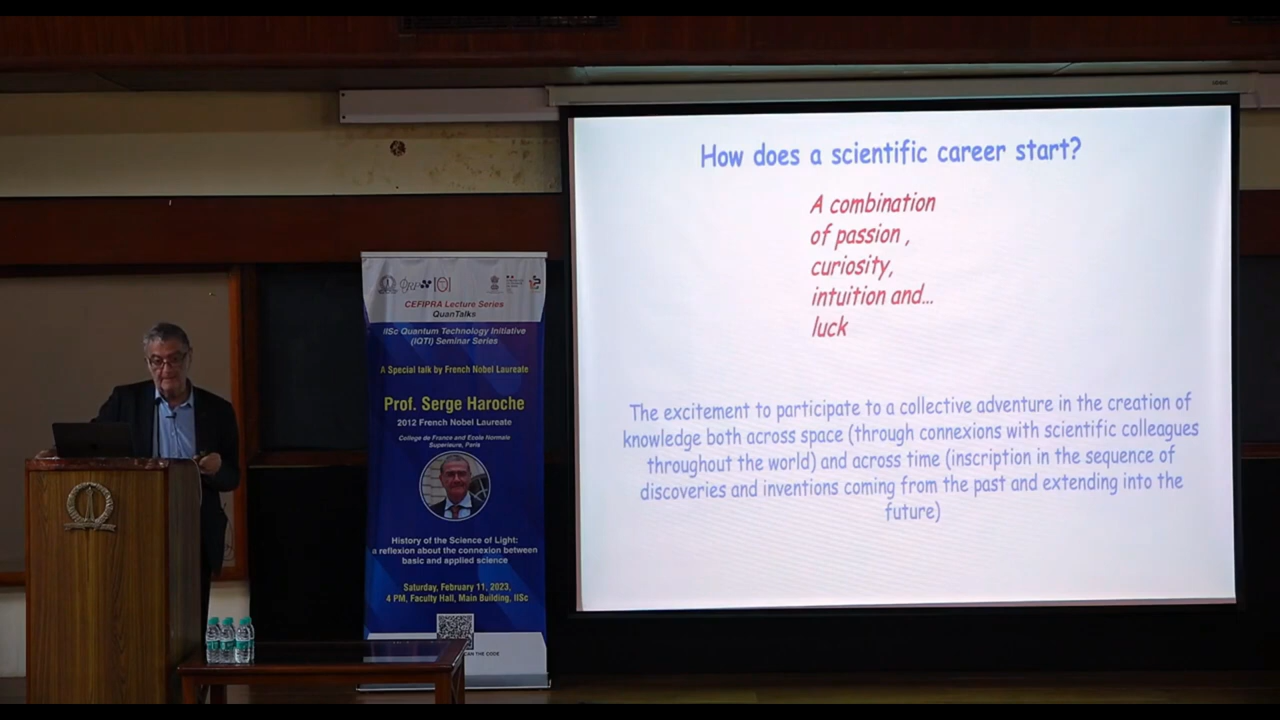 How does a scientific career start?
A combination
of passion ,
curiosity,
intuition and...
luck
The excitement to participate to a collective adventure in the creation of
knowledge both across space (through connexions with scientific colleagues
throughout the world) and across time (inscription in the sequence of
discoveries and inventions coming from the past and extending into the
future)
CEFIPRA Lecture Series
QuanTalks
IISc Quantum Technology Initiative
(IQTI) Seminar Series
A Special talk by French Nobel Laureate
Prof. Serge Haroche
2012 French Nobel Laureate
College de France and Ecole Normale
Superieure, Paris
History of the Science of Light:
a reflexion about the connexion between
basic and applied science
Saturday, February 11, 2023,
4 PM, Faculty Hall, Main Building, IISc
CAN THE CODE